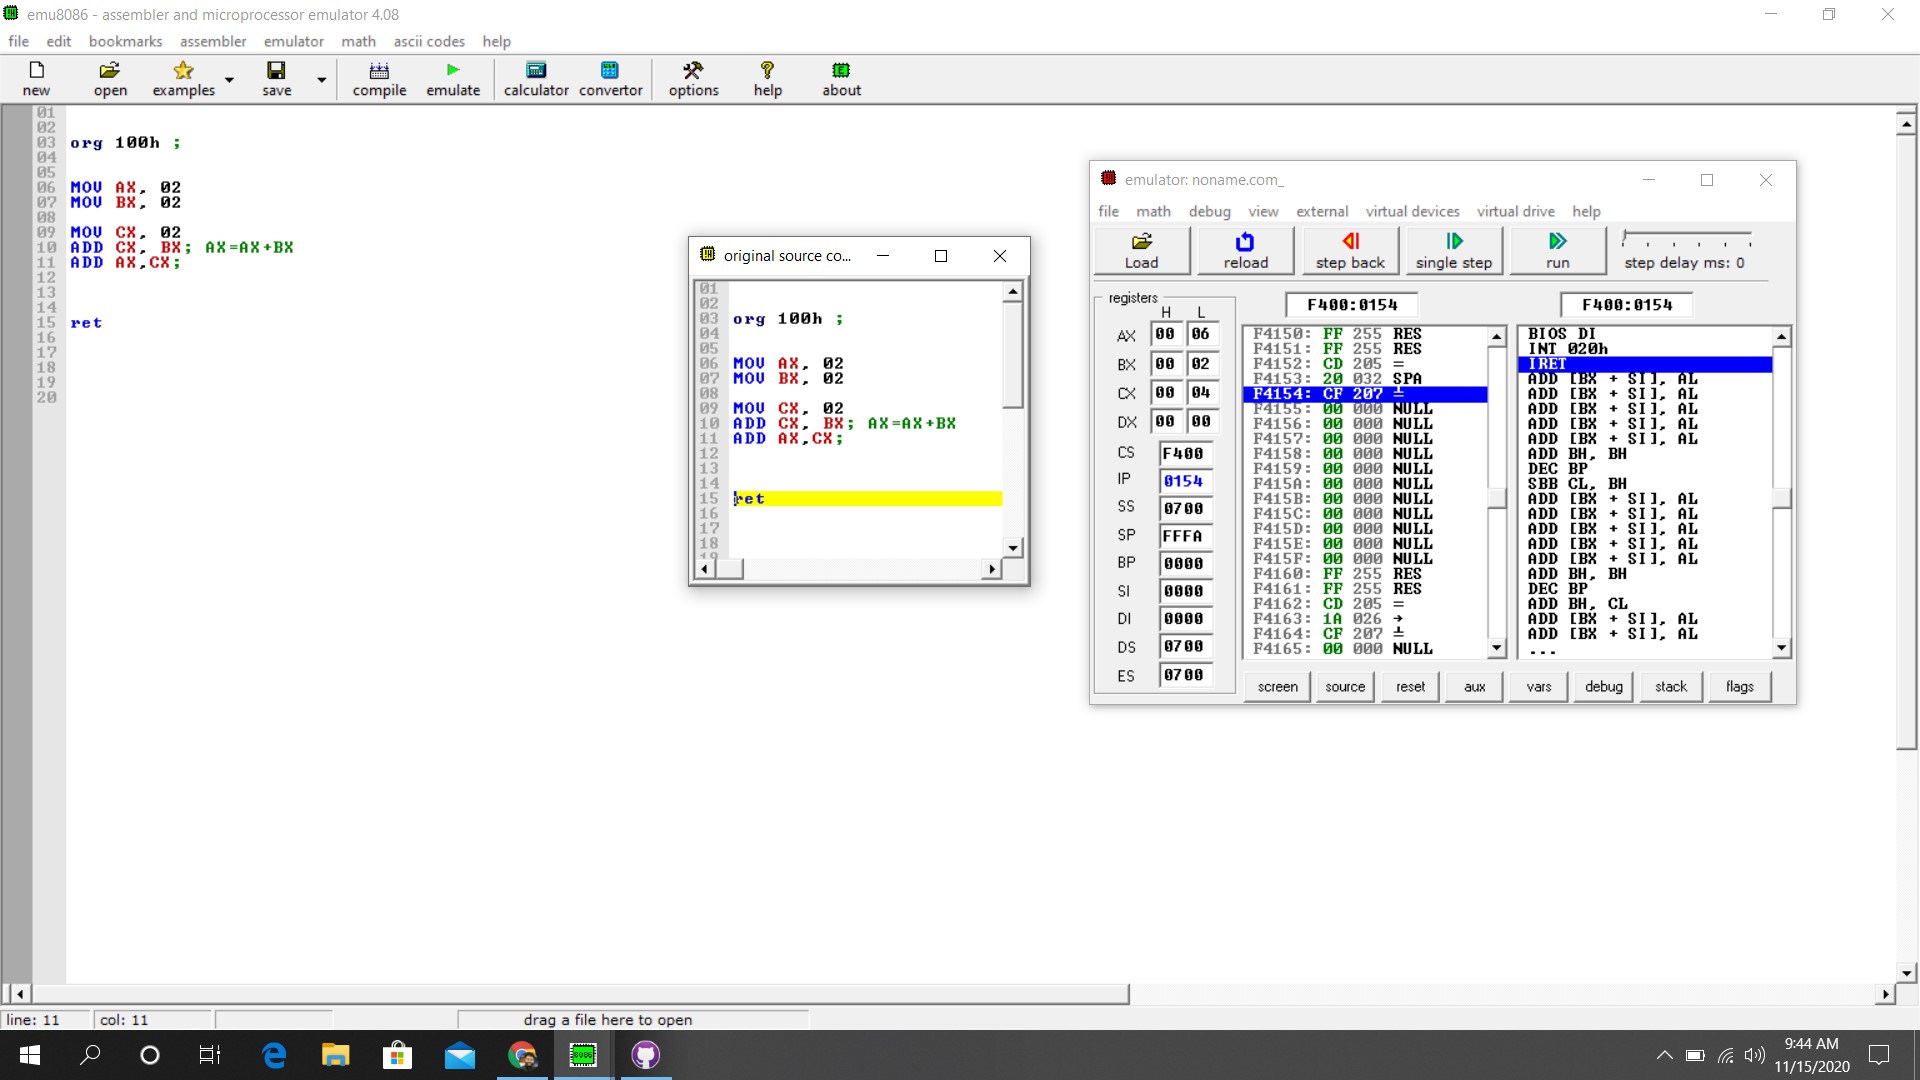 emu8086 - assembler and microprocessor emulator 4.08
file edit bookmarks assembler emulator math ascii codes help
new open examples save compile emulate calculator convertor options help about
01
02
03 org 100h ;
04
05
06 MOV AX, 02
07 MOV BX, 02
08
09 MOV CX, 02
10 ADD CX, BX; AX=AX+BX
11 ADD AX,CX;
12
13
14
15 ret
16
17
18
19
20
original source co...
01
02
03 org 100h ;
04
05
06 MOV AX, 02
07 MOV BX, 02
08
09 MOV CX, 02
10 ADD CX, BX; AX=AX+BX
11 ADD AX,CX;
12
13
14
15 ret
16
17
18
19
emulator: noname.com_
file math debug view external virtual devices virtual drive help
Load reload step back single step run step delay ms: 0
registers
H L
AX 00 06
BX 00 02
CX 00 04
DX 00 00
CS F400
IP 0154
SS 0700
SP FFFA
BP 0000
SI 0000
DI 0000
DS 0700
ES 0700
F400:0154
F4150: FF 255 RES
F4151: FF 255 RES
F4152: CD 205 =
F4153: 20 032 SPA
F4154: CF 207 ╧
F4155: 00 000 NULL
F4156: 00 000 NULL
F4157: 00 000 NULL
F4158: 00 000 NULL
F4159: 00 000 NULL
F415A: 00 000 NULL
F415B: 00 000 NULL
F415C: 00 000 NULL
F415D: 00 000 NULL
F415E: 00 000 NULL
F415F: 00 000 NULL
F4160: FF 255 RES
F4161: FF 255 RES
F4162: CD 205 =
F4163: 1A 026 →
F4164: CF 207 ╧
F4165: 00 000 NULL
F400:0154
BIOS DI
INT 020h
IRET
ADD [BX + SI], AL
ADD [BX + SI], AL
ADD [BX + SI], AL
ADD [BX + SI], AL
ADD [BX + SI], AL
ADD BH, BH
DEC BP
SBB CL, BH
ADD [BX + SI], AL
ADD [BX + SI], AL
ADD [BX + SI], AL
ADD [BX + SI], AL
ADD [BX + SI], AL
ADD BH, BH
DEC BP
ADD BH, CL
ADD [BX + SI], AL
ADD [BX + SI], AL
...
screen source reset aux vars debug stack flags
line: 11 col: 11 drag a file here to open
8086
9:44 AM
11/15/2020